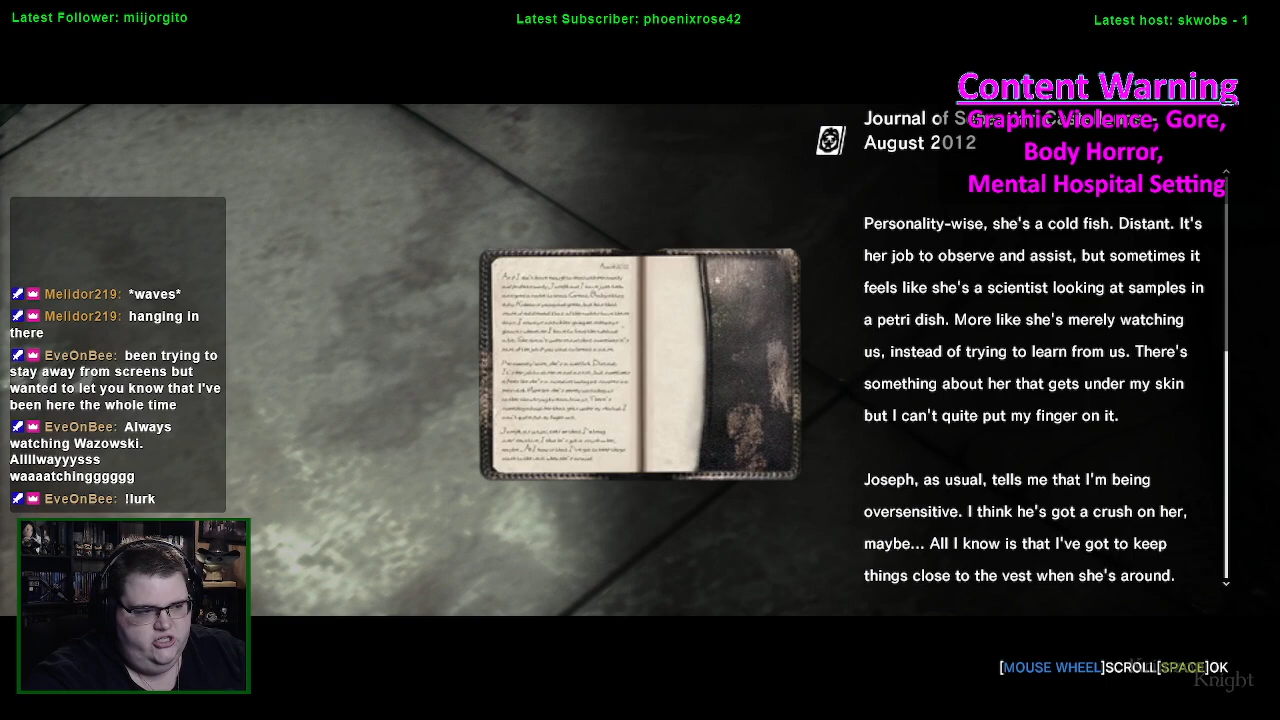 Latest Follower: miijorgito
Latest Subscriber: phoenixrose42
Latest host: skwobs - 1
Content Warning
Graphic Violence, Gore,
Body Horror,
Mental Hospital Setting
Journal of
August 2012
Personality-wise, she's a cold fish. Distant. It's
her job to observe and assist, but sometimes it
feels like she's a scientist looking at samples in
a petri dish. More like she's merely watching
us, instead of trying to learn from us. There's
something about her that gets under my skin
but I can't quite put my finger on it.
Joseph, as usual, tells me that I'm being
oversensitive. I think he's got a crush on her,
maybe... All I know is that I've got to keep
things close to the vest when she's around.
Melldor219: *waves*
Melldor219: hanging in
there
EveOnBee: been trying to
stay away from screens but
wanted to let you know that I've
been here the whole time
EveOnBee: Always
watching Wazowski.
Allllwayyysss
waaaatchinggggg
EveOnBee: !lurk
[MOUSE WHEEL]SCROLL[SPACE]OK
Knight